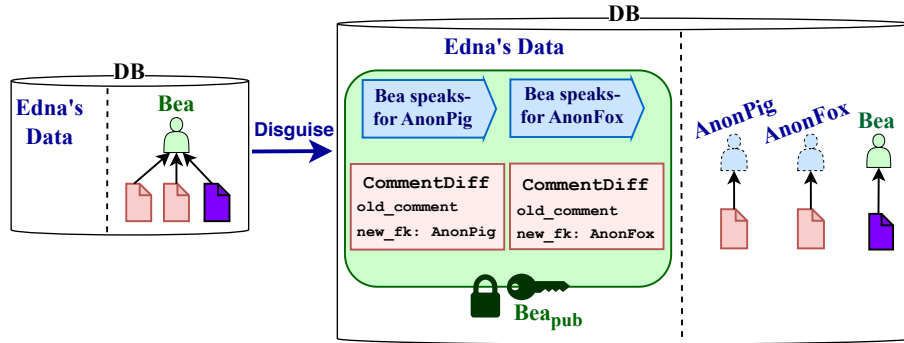 DB
Edna's
Data
Bea
Disguise
DB
Edna's Data
Bea speaks-
for AnonPig
Bea speaks-
for AnonFox
CommentDiff
old_comment
new_fk: AnonPig
CommentDiff
old_comment
new_fk: AnonFox
Beapub
AnonPig
AnonFox
Bea